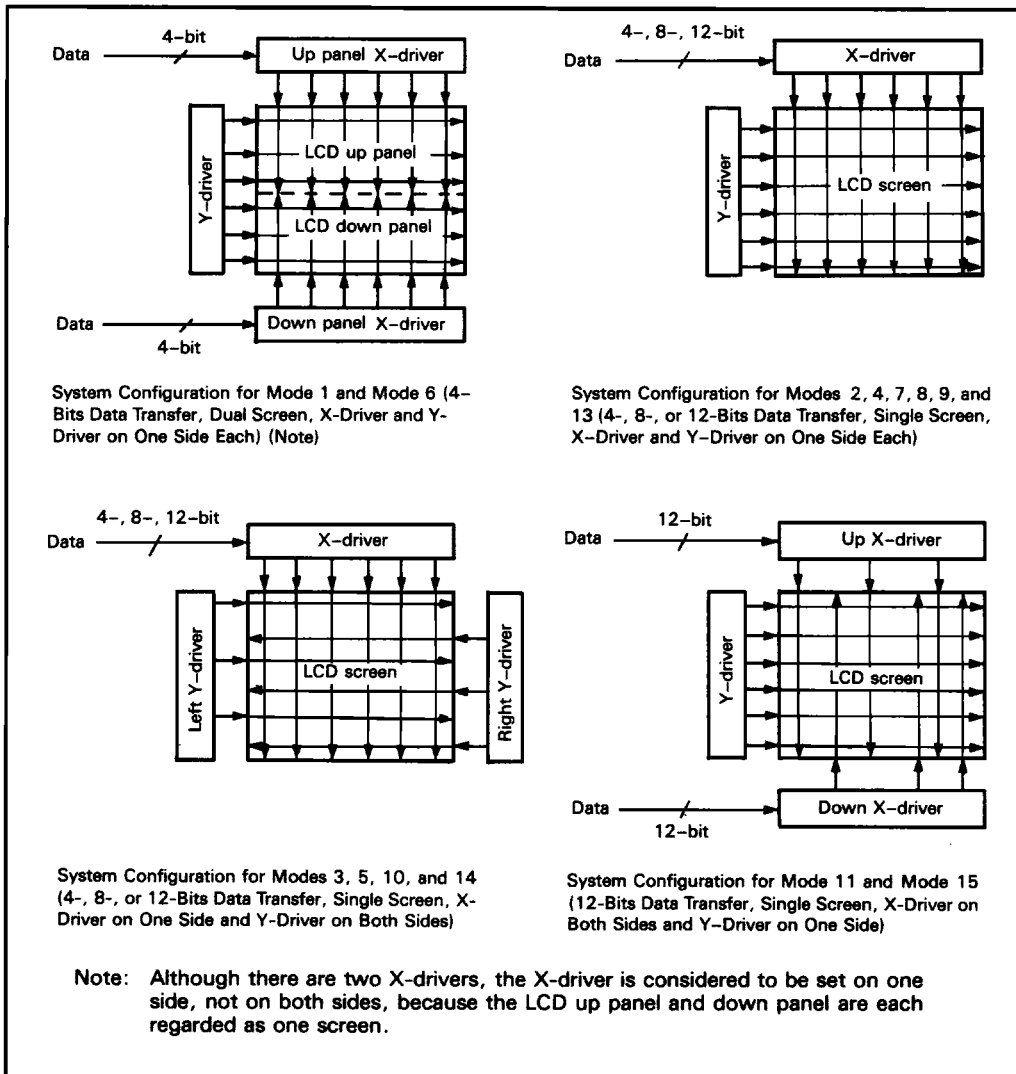 4-bit
Data
Up panel X-driver
Y-driver
LCD up panel
LCD down panel
Data
Down panel X-driver
4-bit
System Configuration for Mode 1 and Mode 6 (4-
Bits Data Transfer, Dual Screen, X-Driver and Y-
Driver on One Side Each) (Note)
4-, 8-, 12-bit
Data
X-driver
Y-driver
LCD screen
System Configuration for Modes 2, 4, 7, 8, 9, and
13 (4-, 8-, or 12-Bits Data Transfer, Single Screen,
X-Driver and Y-Driver on One Side Each)
4-, 8-, 12-bit
Data
X-driver
Left Y-driver
LCD screen
Right Y-driver
System Configuration for Modes 3, 5, 10, and 14
(4-, 8-, or 12-Bits Data Transfer, Single Screen, X-
Driver on One Side and Y-Driver on Both Sides)
12-bit
Data
Up X-driver
Y-driver
LCD screen
Data
Down X-driver
12-bit
System Configuration for Mode 11 and Mode 15
(12-Bits Data Transfer, Single Screen, X-Driver on
Both Sides and Y-Driver on One Side)
Note: Although there are two X-drivers, the X-driver is considered to be set on one
side, not on both sides, because the LCD up panel and down panel are each
regarded as one screen.